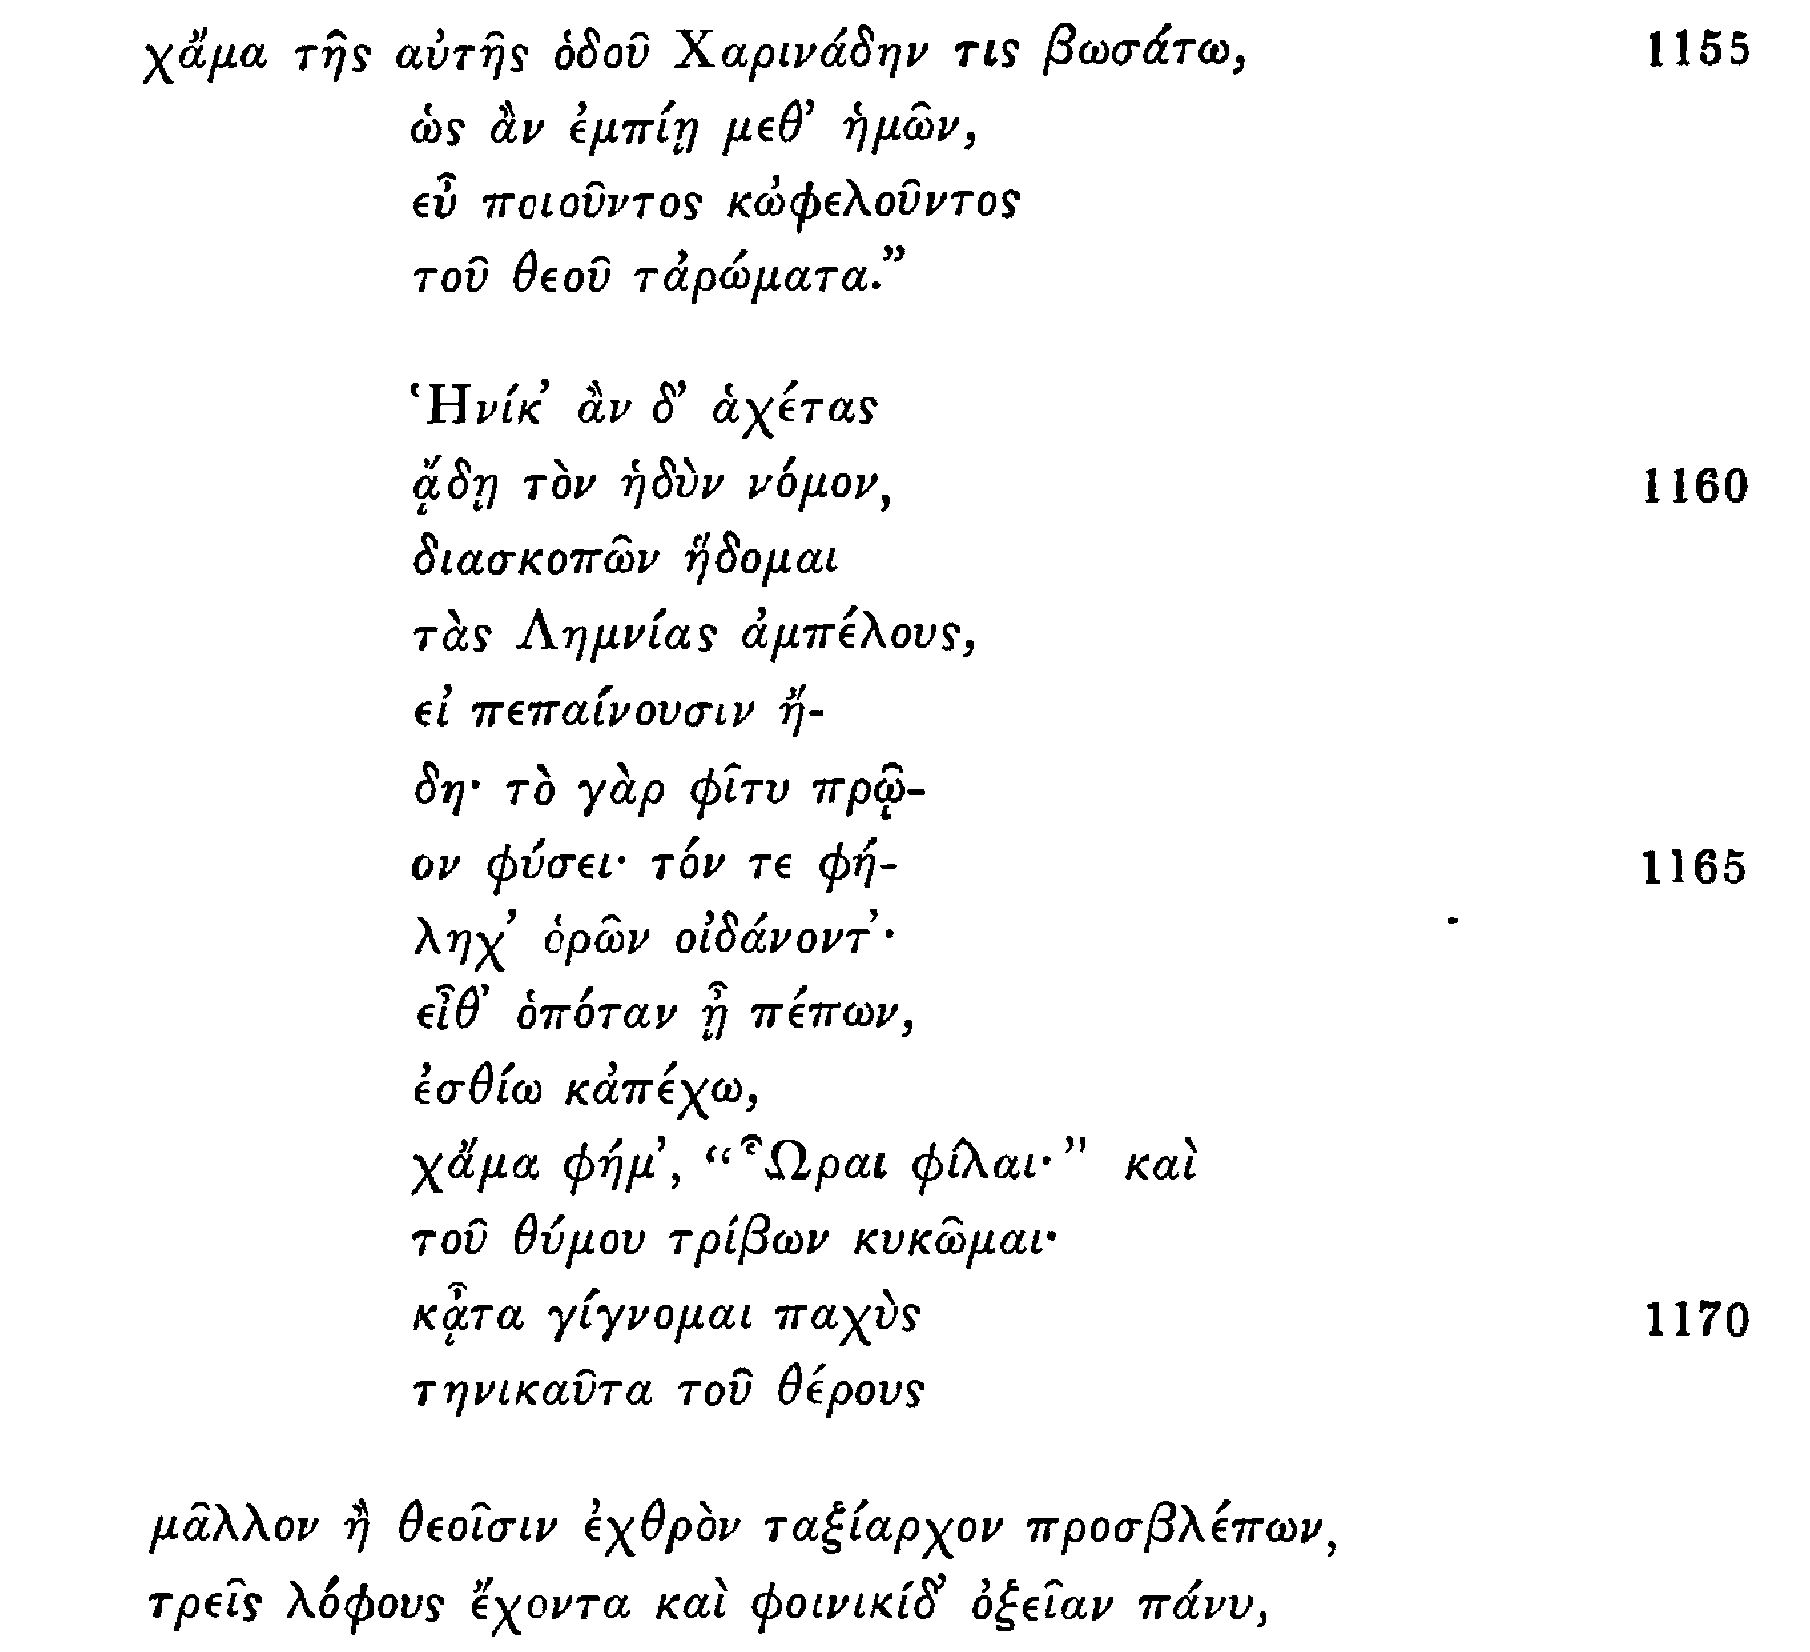 χἄμα τῆς αὐτῆς ὁδοῦ Χαρινάδην τις βωσάτω, 1155
ὡς ἂν ἐμπίῃ μεθ’ ἡμῶν,
εὖ ποιοῦντος κὠφελοῦντος
τοῦ θεοῦ τἀρώματα.”
Ἡνίκ’ ἂν δ’ ἁχέτας
ᾄδῃ τὸν ἡδὺν νόμον, 1160
διασκοπῶν ἥδομαι
τὰς Λημνίας ἀμπέλους,
εἰ πεπαίνουσιν ἤ-
δη· τὸ γὰρ φῖτυ πρῷ-
ον φύσει· τόν τε φή- 1165
ληχ’ ὁρῶν οἰδάνοντ’·
εἶθ’ ὁπόταν ᾖ πέπων,
ἐσθίω κἀπέχω,
χἄμα φήμ’, “Ὧραι φίλαι·” καὶ
τοῦ θύμου τρίβων κυκῶμαι·
κᾆτα γίγνομαι παχὺς 1170
τηνικαῦτα τοῦ θέρους
μᾶλλον ἢ θεοῖσιν ἐχθρὸν ταξίαρχον προσβλέπων,
τρεῖς λόφους ἔχοντα καὶ φοινικίδ’ ὀξεῖαν πάνυ,